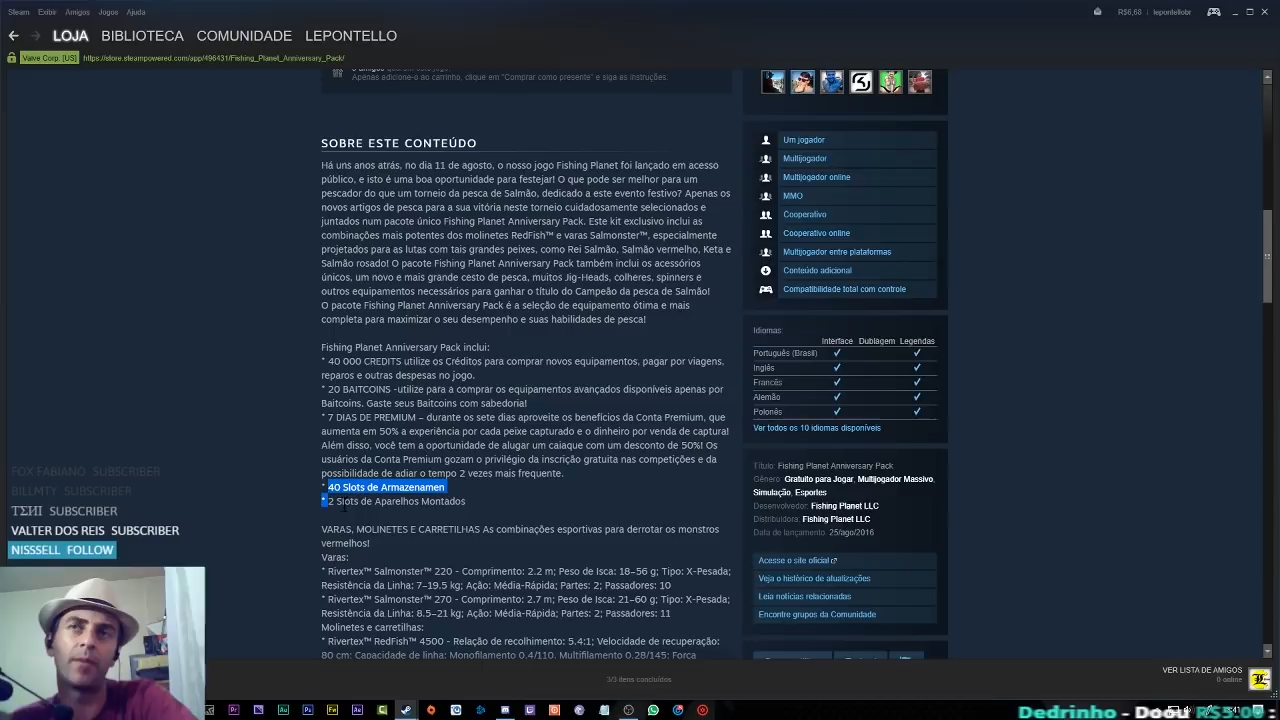 Steam Exibir Amigos Jogos Ajuda
R$6,68 lepontellobr
LOJA BIBLIOTECA COMUNIDADE LEPONTELLO
Valve Corp. [US] https://store.steampowered.com/app/496431/Fishing_Planet_Anniversary_Pack/
Apenas adicione-o ao carrinho, clique em "Comprar como presente" e siga as instruções.
SOBRE ESTE CONTEÚDO
Há uns anos atrás, no dia 11 de agosto, o nosso jogo Fishing Planet foi lançado em acesso
público, e isto é uma boa oportunidade para festejar! O que pode ser melhor para um
pescador do que um torneio da pesca de Salmão, dedicado a este evento festivo? Apenas os
novos artigos de pesca para a sua vitória neste torneio cuidadosamente selecionados e
juntados num pacote único Fishing Planet Anniversary Pack. Este kit exclusivo inclui as
combinações mais potentes dos molinetes RedFish™ e varas Salmonster™, especialmente
projetados para as lutas com tais grandes peixes, como Rei Salmão, Salmão vermelho, Keta e
Salmão rosado! O pacote Fishing Planet Anniversary Pack também inclui os acessórios
únicos, um novo e mais grande cesto de pesca, muitos Jig-Heads, colheres, spinners e
outros equipamentos necessários para ganhar o título do Campeão da pesca de Salmão!
O pacote Fishing Planet Anniversary Pack é a seleção de equipamento ótima e mais
completa para maximizar o seu desempenho e suas habilidades de pesca!
Fishing Planet Anniversary Pack inclui:
* 40 000 CREDITS utilize os Créditos para comprar novos equipamentos, pagar por viagens,
reparos e outras despesas no jogo.
* 20 BAITCOINS -utilize para a comprar os equipamentos avançados disponíveis apenas por
Baitcoins. Gaste seus Baitcoins com sabedoria!
* 7 DIAS DE PREMIUM – durante os sete dias aproveite os benefícios da Conta Premium, que
aumenta em 50% a experiência por cada peixe capturado e o dinheiro por venda de captura!
Além disso, você tem a oportunidade de alugar um caiaque com um desconto de 50%! Os
usuários da Conta Premium gozam o privilégio da inscrição gratuita nas competições e da
possibilidade de adiar o tempo 2 vezes mais frequente.
* 40 Slots de Armazenamen
* 2 Slots de Aparelhos Montados
VARAS, MOLINETES E CARRETILHAS As combinações esportivas para derrotar os monstros
vermelhos!
Varas:
* Rivertex™ Salmonster™ 220 - Comprimento: 2.2 m; Peso de Isca: 18–56 g; Tipo: X-Pesada;
Resistência da Linha: 7–19.5 kg; Ação: Média-Rápida; Partes: 2; Passadores: 10
* Rivertex™ Salmonster™ 270 - Comprimento: 2.7 m; Peso de Isca: 21–60 g; Tipo: X-Pesada;
Resistência da Linha: 8.5–21 kg; Ação: Média-Rápida; Partes: 2; Passadores: 11
Molinetes e carretilhas:
* Rivertex™ RedFish™ 4500 - Relação de recolhimento: 5.4:1; Velocidade de recuperação:
80 cm; Capacidade de linha: Monofilamento 0.4/110, Multifilamento 0.28/145; Força
Um jogador
Multijogador
Multijogador online
MMO
Cooperativo
Cooperativo online
Multijogador entre plataformas
Conteúdo adicional
Compatibilidade total com controle
Idiomas:
Interface Dublagem Legendas
Português (Brasil)
Inglês
Francês
Alemão
Polonês
Ver todos os 10 idiomas disponíveis
Título: Fishing Planet Anniversary Pack
Gênero: Gratuito para Jogar, Multijogador Massivo,
Simulação, Esportes
Desenvolvedor: Fishing Planet LLC
Distribuidora: Fishing Planet LLC
Data de lançamento: 25/ago/2016
Acesse o site oficial
Veja o histórico de atualizações
Leia notícias relacionadas
Encontre grupos da Comunidade
FOX FABIANO SUBSCRIBER
BILLMTY SUBSCRIBER
SUBSCRIBER
VALTER DOS REIS SUBSCRIBER
NISSSELL FOLLOW
3/3 itens concluídos
VER LISTA DE AMIGOS
0 online
Dedrinho -